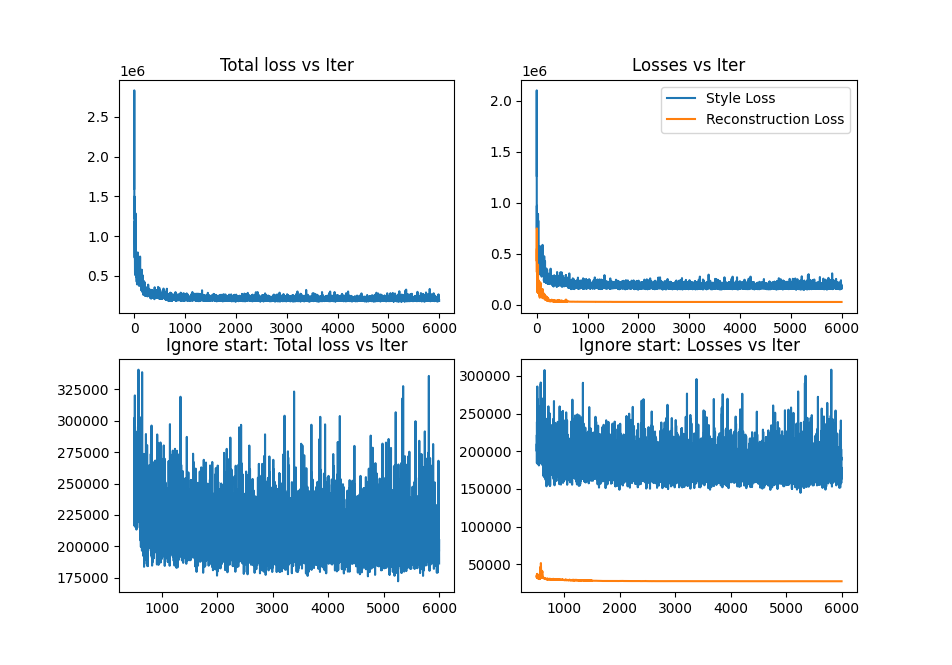 Total loss vs Iter
1e6
2.5
2.0
1.5
1.0
0.5
0 1000 2000 3000 4000 5000 6000
Losses vs Iter
1e6
Style Loss
Reconstruction Loss
2.0
1.5
1.0
0.5
0.0
0 1000 2000 3000 4000 5000 6000
Ignore start: Total loss vs Iter
325000
300000
275000
250000
225000
200000
175000
1000 2000 3000 4000 5000 6000
Ignore start: Losses vs Iter
300000
250000
200000
150000
100000
50000
1000 2000 3000 4000 5000 6000